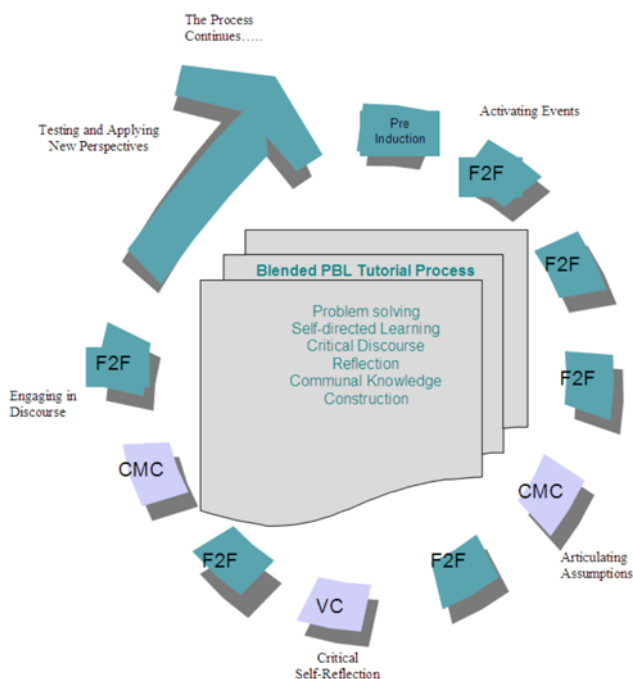 The Process
Continues…..
Testing and Applying
New Perspectives
Pre
Induction
Activating Events
F2F
F2F
F2F
Blended PBL Tutorial Process
Problem solving
Self-directed Learning
Critical Discourse
Reflection
Communal Knowledge
Construction
CMC
Articulating
Assumptions
F2F
VC
Critical
Self-Reflection
F2F
CMC
F2F
Engaging in
Discourse